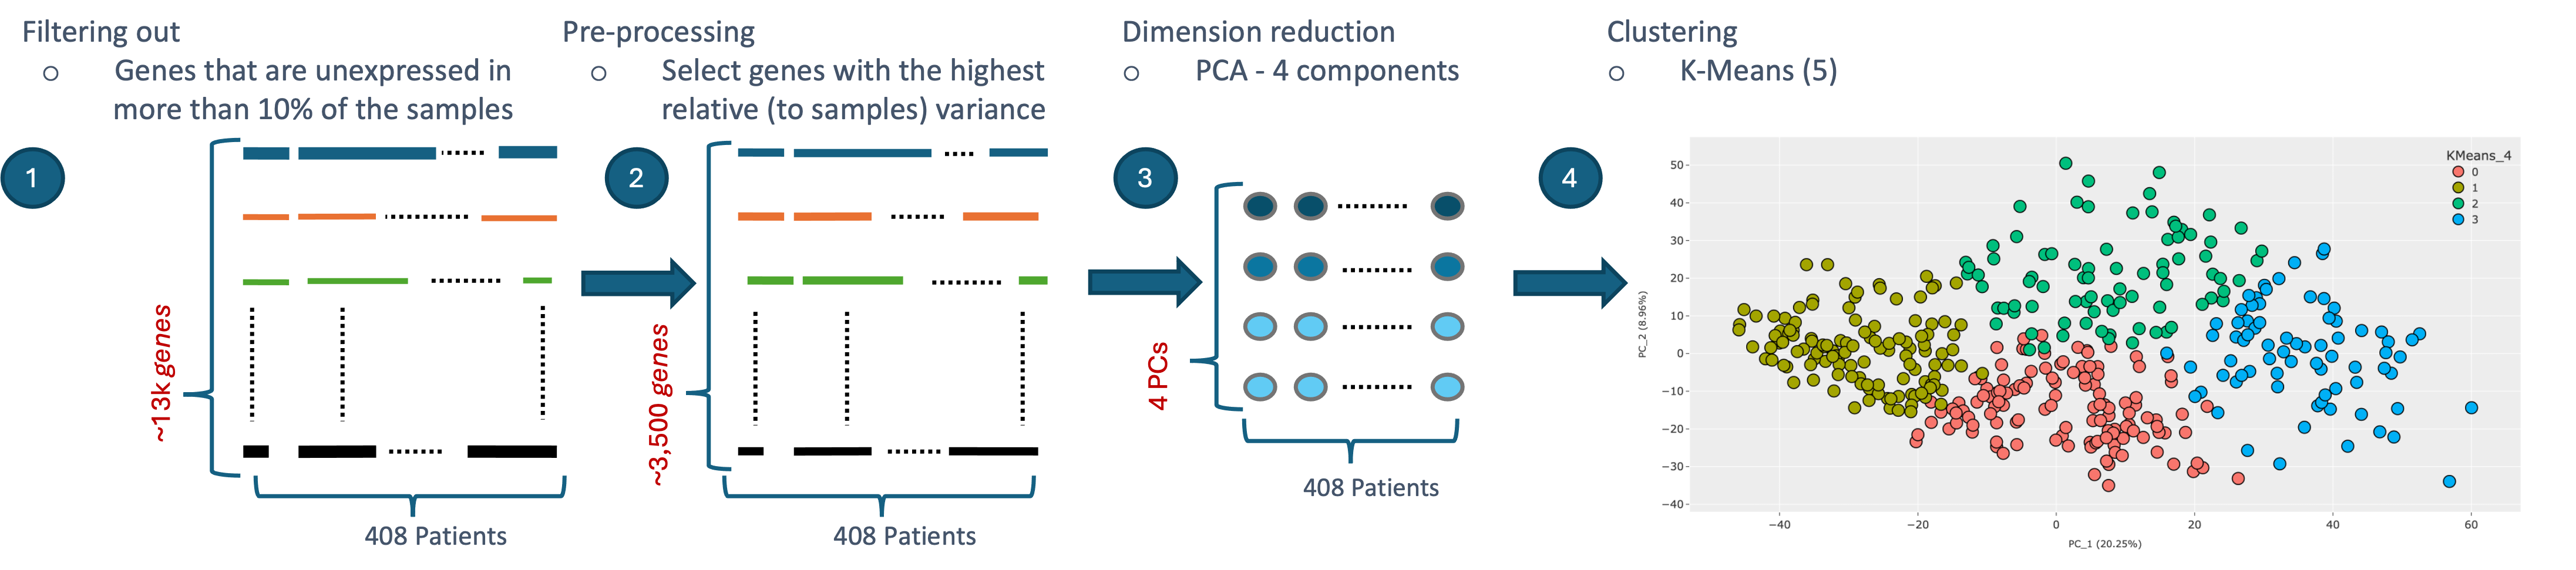 Filtering out
Genes that are unexpressed in
more than 10% of the samples
1
~13k genes
408 Patients
Pre-processing
Select genes with the highest
relative (to samples) variance
2
~3,500 genes
408 Patients
Dimension reduction
PCA - 4 components
3
4 PCs
408 Patients
Clustering
K-Means (5)
4
KMeans_4
0
1
2
3
PC_2 (8.96%)
50
40
30
20
10
0
−10
−20
−30
−40
−40
−20
0
20
40
60
PC_1 (20.25%)